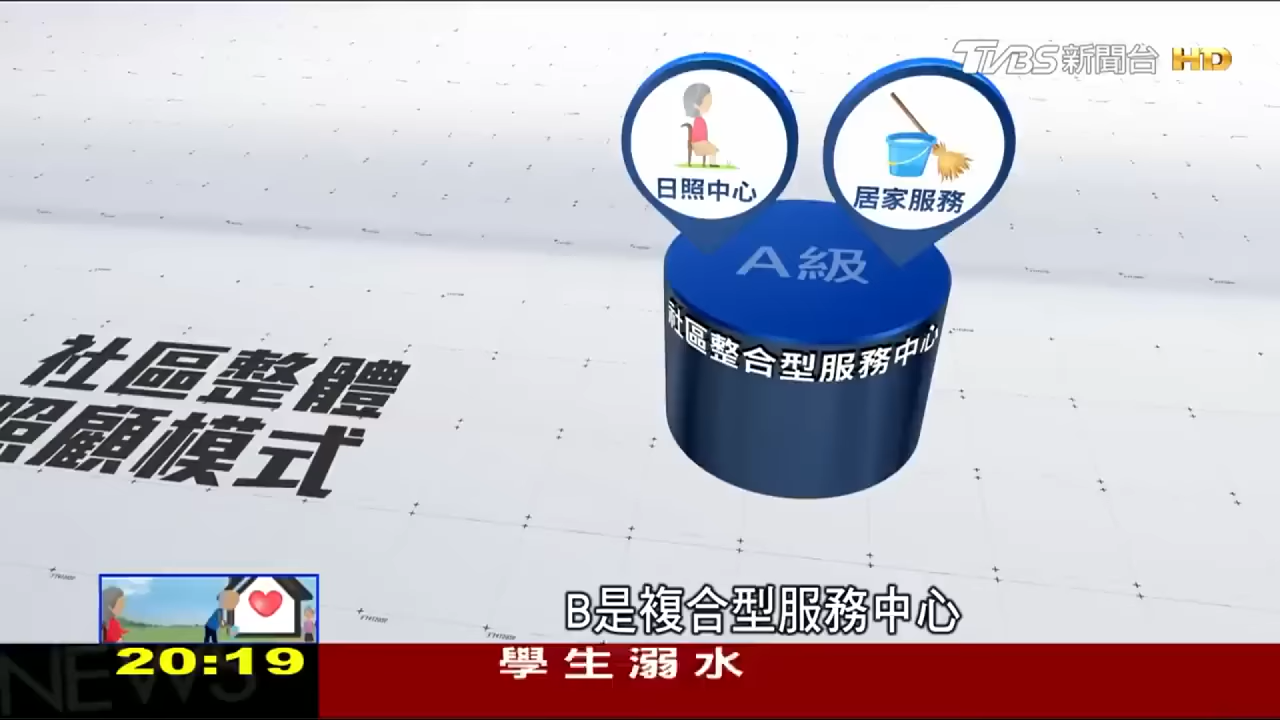 TVBS新聞台 HD
日照中心
居家服務
A級
社區整合型服務中心
社區整體
照顧模式
B是複合型服務中心
20:19
學生溺水
NEWS